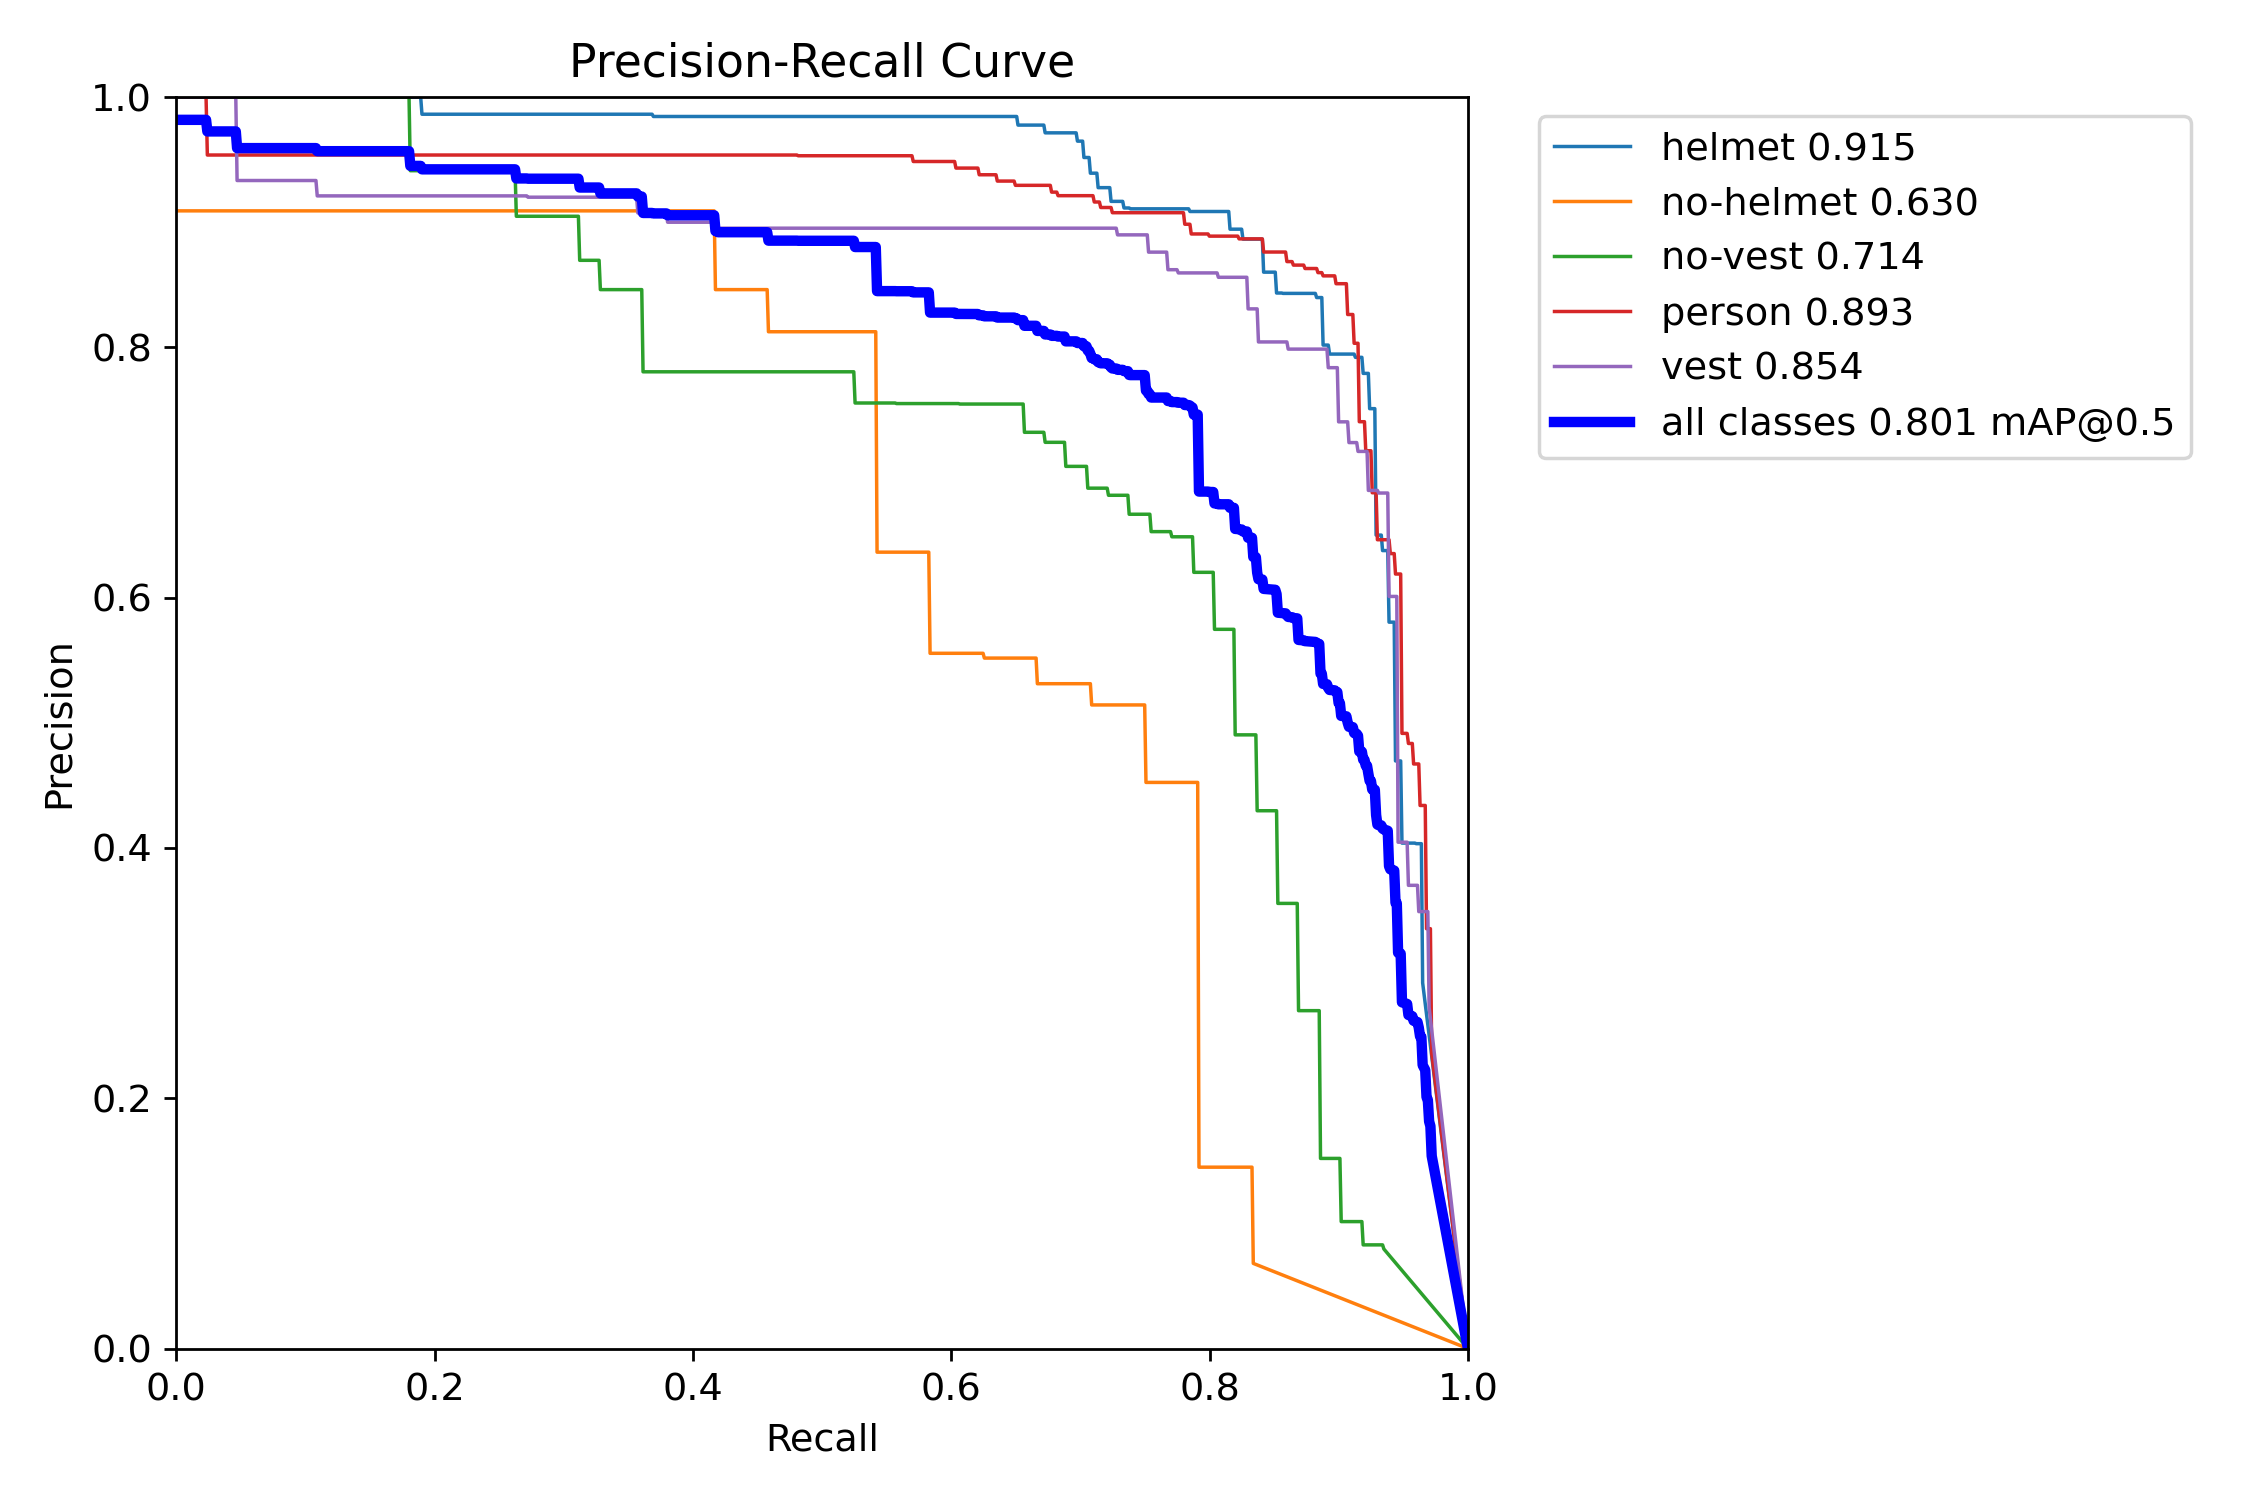 Precision-Recall Curve
1.0
0.8
0.6
0.4
0.2
0.0
Precision
0.0 0.2 0.4 0.6 0.8 1.0
Recall
helmet 0.915
no-helmet 0.630
no-vest 0.714
person 0.893
vest 0.854
all classes 0.801 mAP@0.5